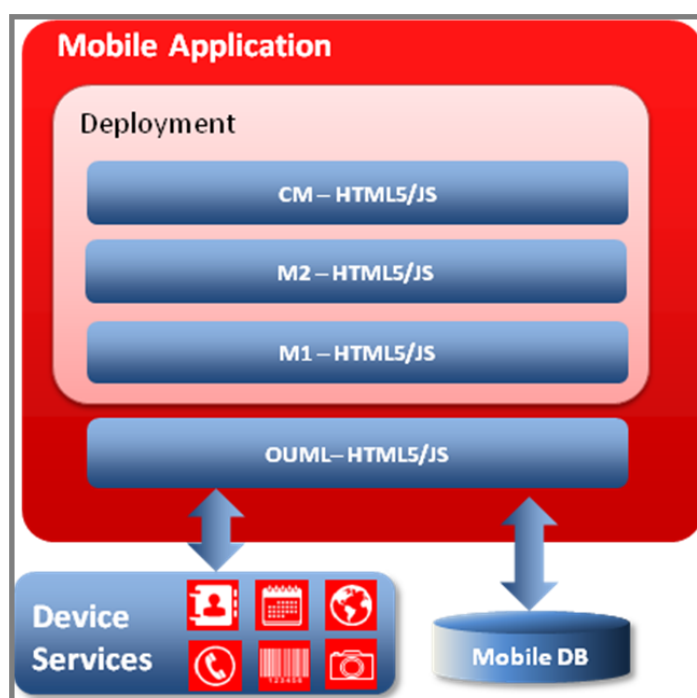 Mobile Application
Deployment
CM – HTML5/JS
M2 – HTML5/JS
M1 – HTML5/JS
OUML– HTML5/JS
Device
Services
123456
Mobile DB